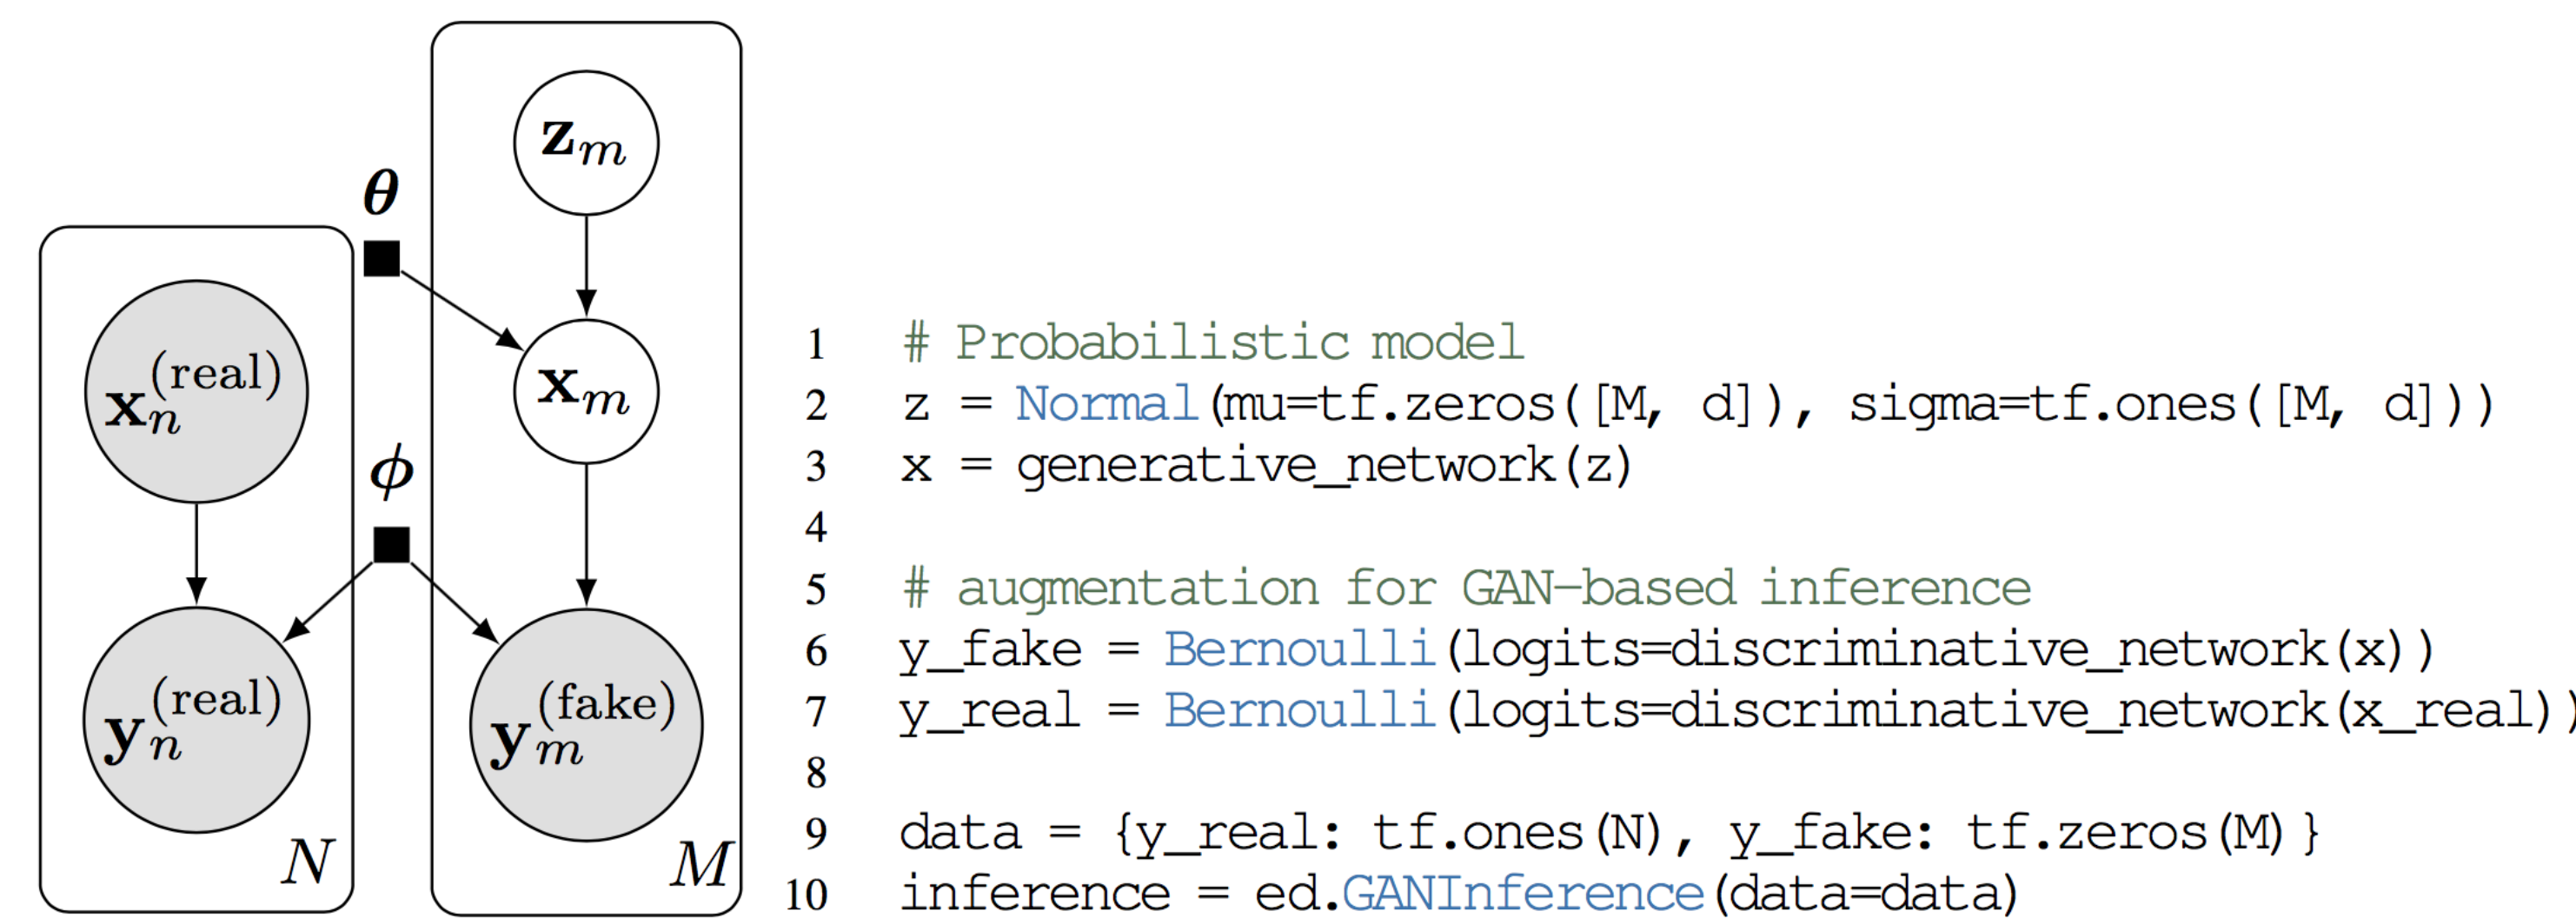 z_m
θ
x_n^(real)
x_m
ϕ
y_n^(real)
y_m^(fake)
N
M
1 # Probabilistic model
2 z = Normal(mu=tf.zeros([M, d]), sigma=tf.ones([M, d]))
3 x = generative_network(z)
4
5 # augmentation for GAN−based inference
6 y_fake = Bernoulli(logits=discriminative_network(x))
7 y_real = Bernoulli(logits=discriminative_network(x_real))
8
9 data = {y_real: tf.ones(N), y_fake: tf.zeros(M)}
10 inference = ed.GANInference(data=data)